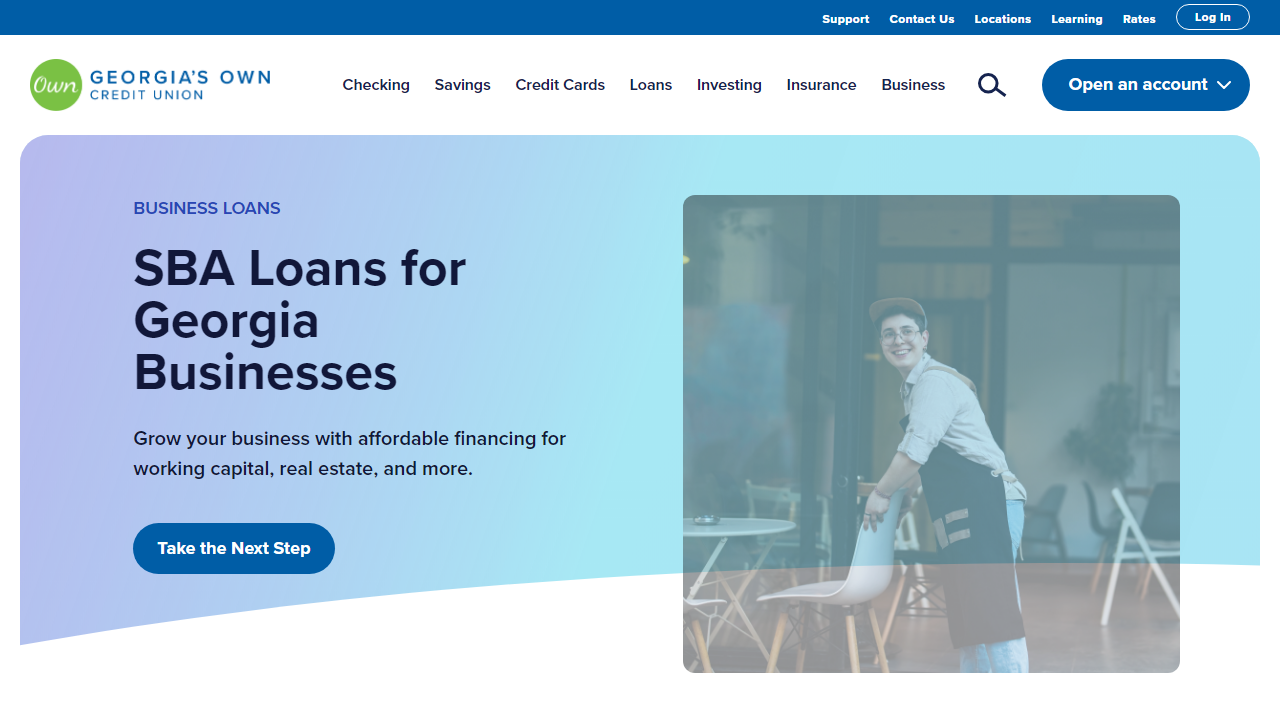 Support Contact Us Locations Learning Rates Log In
Own GEORGIA'S OWN
CREDIT UNION
Checking Savings Credit Cards Loans Investing Insurance Business Open an account
BUSINESS LOANS
SBA Loans for
Georgia
Businesses
Grow your business with affordable financing for
working capital, real estate, and more.
Take the Next Step